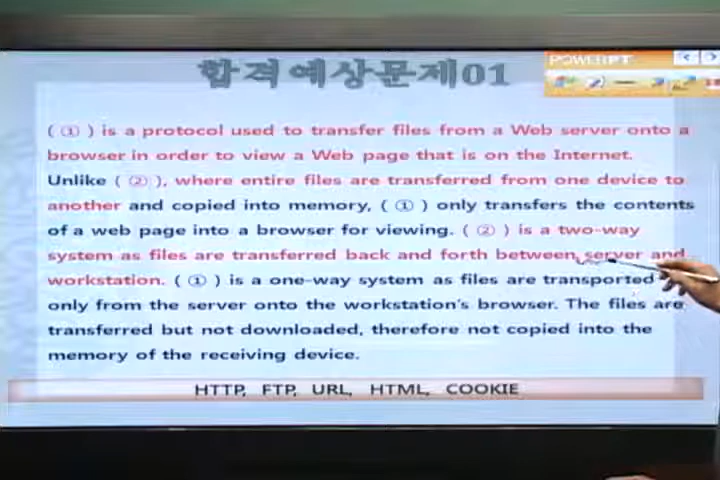 합격예상문제01
POWERPT
( ① ) is a protocol used to transfer files from a Web server onto a
browser in order to view a Web page that is on the Internet.
Unlike ( ② ), where entire files are transferred from one device to
another and copied into memory, ( ① ) only transfers the contents
of a web page into a browser for viewing. ( ② ) is a two-way
system as files are transferred back and forth between server and
workstation. ( ① ) is a one-way system as files are transported
only from the server onto the workstation's browser. The files are
transferred but not downloaded, therefore not copied into the
memory of the receiving device.
HTTP, FTP, URL, HTML, COOKIE